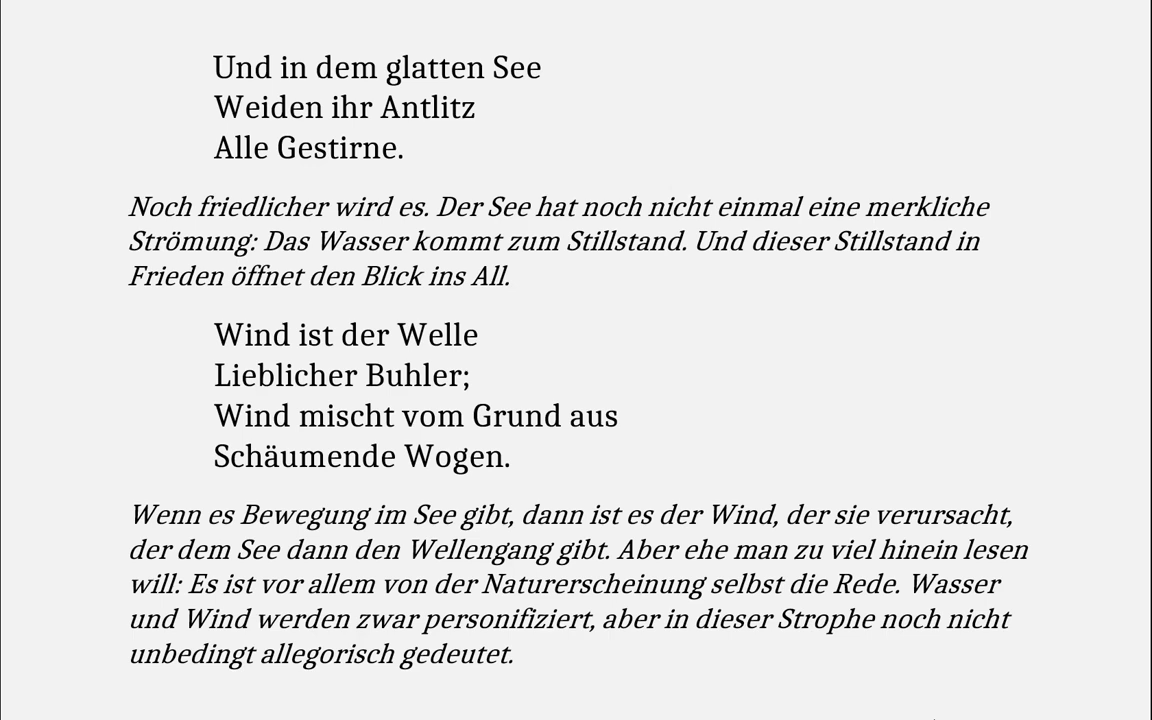 Und in dem glatten See
Weiden ihr Antlitz
Alle Gestirne.
Noch friedlicher wird es. Der See hat noch nicht einmal eine merkliche
Strömung: Das Wasser kommt zum Stillstand. Und dieser Stillstand in
Frieden öffnet den Blick ins All.
Wind ist der Welle
Lieblicher Buhler;
Wind mischt vom Grund aus
Schäumende Wogen.
Wenn es Bewegung im See gibt, dann ist es der Wind, der sie verursacht,
der dem See dann den Wellengang gibt. Aber ehe man zu viel hinein lesen
will: Es ist vor allem von der Naturerscheinung selbst die Rede. Wasser
und Wind werden zwar personifiziert, aber in dieser Strophe noch nicht
unbedingt allegorisch gedeutet.